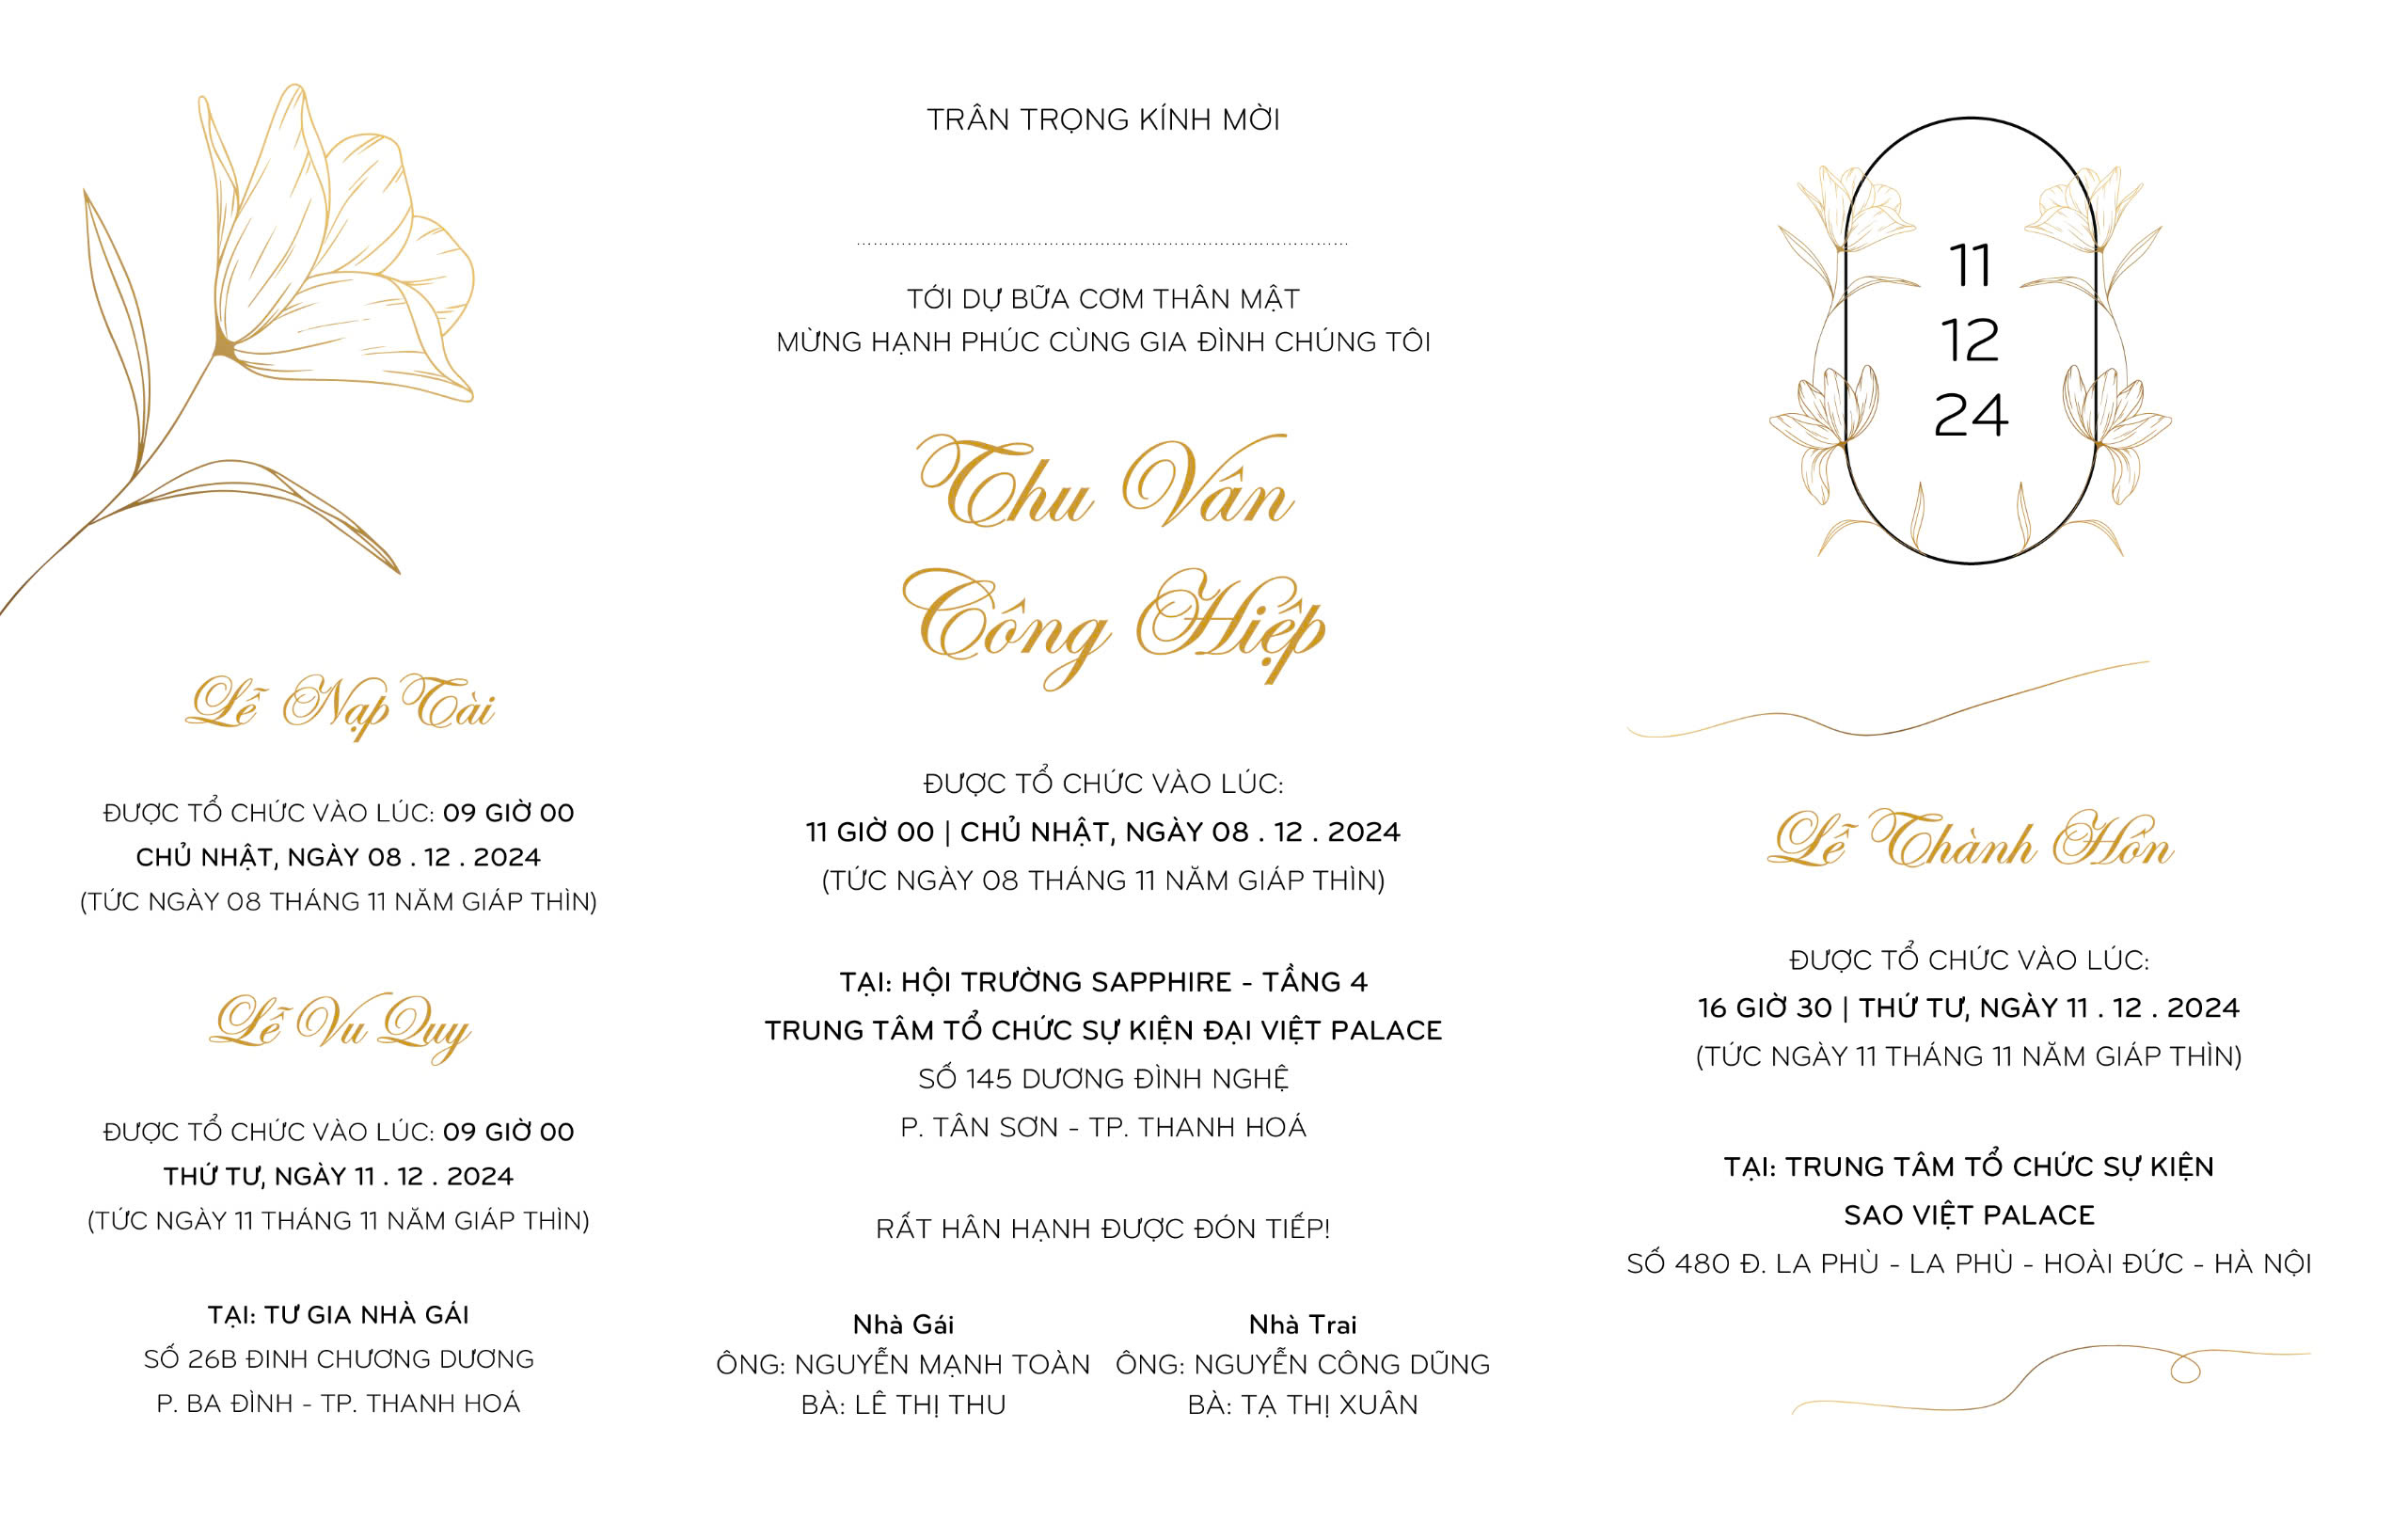 Lễ Nạp Tài
ĐƯỢC TỔ CHỨC VÀO LÚC: 09 GIỜ 00
CHỦ NHẬT, NGÀY 08 . 12 . 2024
(TỨC NGÀY 08 THÁNG 11 NĂM GIÁP THÌN)
Lễ Vu Quy
ĐƯỢC TỔ CHỨC VÀO LÚC: 09 GIỜ 00
THỨ TƯ, NGÀY 11 . 12 . 2024
(TỨC NGÀY 11 THÁNG 11 NĂM GIÁP THÌN)
TẠI: TƯ GIA NHÀ GÁI
SỐ 26B ĐINH CHƯƠNG DƯƠNG
P. BA ĐÌNH - TP. THANH HOÁ
TRÂN TRỌNG KÍNH MỜI
TỚI DỰ BỮA CƠM THÂN MẬT
MỪNG HẠNH PHÚC CÙNG GIA ĐÌNH CHÚNG TÔI
Thu Vân
Công Hiệp
ĐƯỢC TỔ CHỨC VÀO LÚC:
11 GIỜ 00 | CHỦ NHẬT, NGÀY 08 . 12 . 2024
(TỨC NGÀY 08 THÁNG 11 NĂM GIÁP THÌN)
TẠI: HỘI TRƯỜNG SAPPHIRE - TẦNG 4
TRUNG TÂM TỔ CHỨC SỰ KIỆN ĐẠI VIỆT PALACE
SỐ 145 DƯƠNG ĐÌNH NGHỆ
P. TÂN SƠN - TP. THANH HOÁ
RẤT HÂN HẠNH ĐƯỢC ĐÓN TIẾP!
Nhà Gái
ÔNG: NGUYỄN MẠNH TOÀN
BÀ: LÊ THỊ THU
Nhà Trai
ÔNG: NGUYỄN CÔNG DŨNG
BÀ: TẠ THỊ XUÂN
11
12
24
Lễ Thành Hôn
ĐƯỢC TỔ CHỨC VÀO LÚC:
16 GIỜ 30 | THỨ TƯ, NGÀY 11 . 12 . 2024
(TỨC NGÀY 11 THÁNG 11 NĂM GIÁP THÌN)
TẠI: TRUNG TÂM TỔ CHỨC SỰ KIỆN
SAO VIỆT PALACE
SỐ 480 Đ. LA PHÙ - LA PHÙ - HOÀI ĐỨC - HÀ NỘI